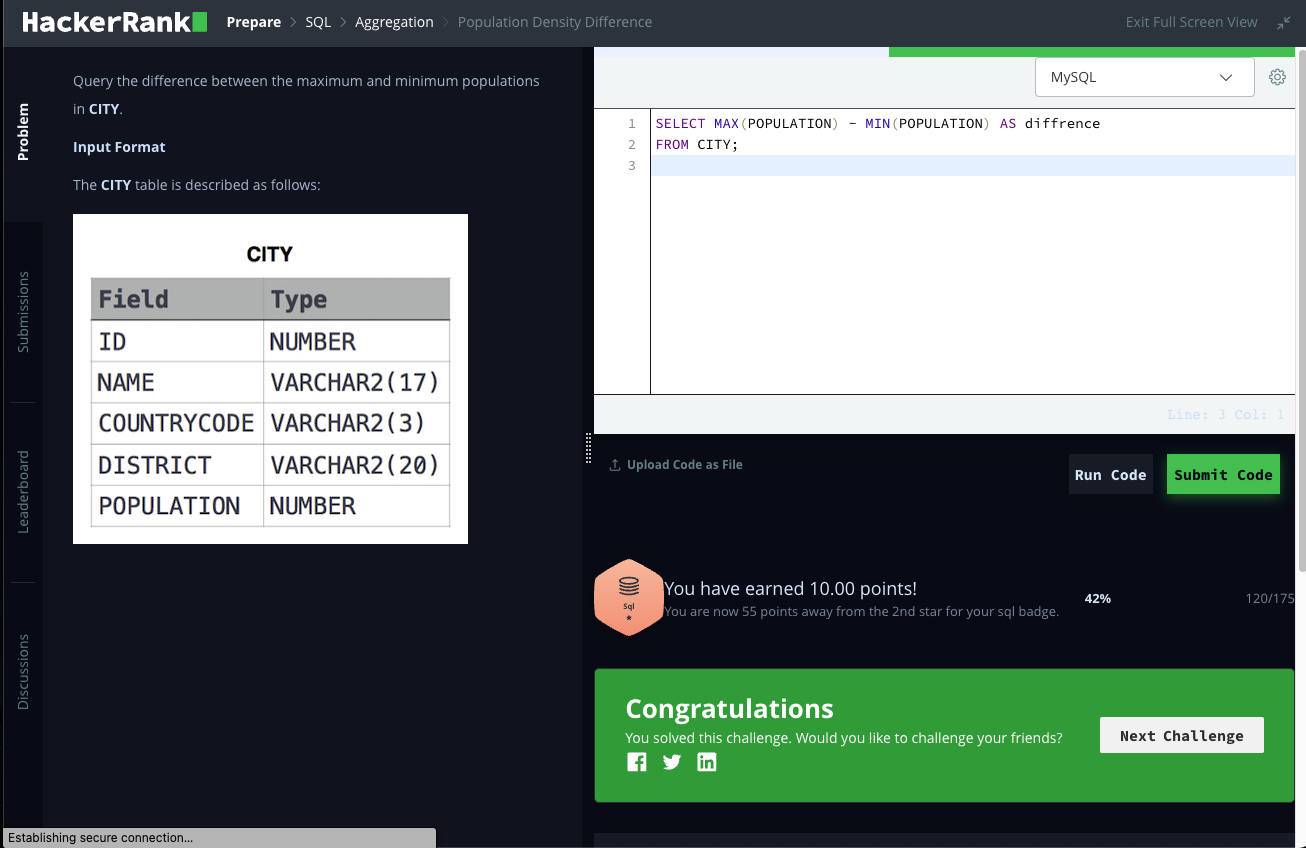 HackerRank
Prepare > SQL > Aggregation > Population Density Difference
Exit Full Screen View
Problem
Submissions
Leaderboard
Discussions
Query the difference between the maximum and minimum populations
in CITY.
Input Format
The CITY table is described as follows:
CITY
Field Type
ID NUMBER
NAME VARCHAR2(17)
COUNTRYCODE VARCHAR2(3)
DISTRICT VARCHAR2(20)
POPULATION NUMBER
MySQL
1 SELECT MAX(POPULATION) - MIN(POPULATION) AS diffrence
2 FROM CITY;
3
Line: 3 Col: 1
Upload Code as File
Run Code
Submit Code
Sql
You have earned 10.00 points!
You are now 55 points away from the 2nd star for your sql badge.
42%
120/175
Congratulations
You solved this challenge. Would you like to challenge your friends?
Next Challenge
Establishing secure connection...